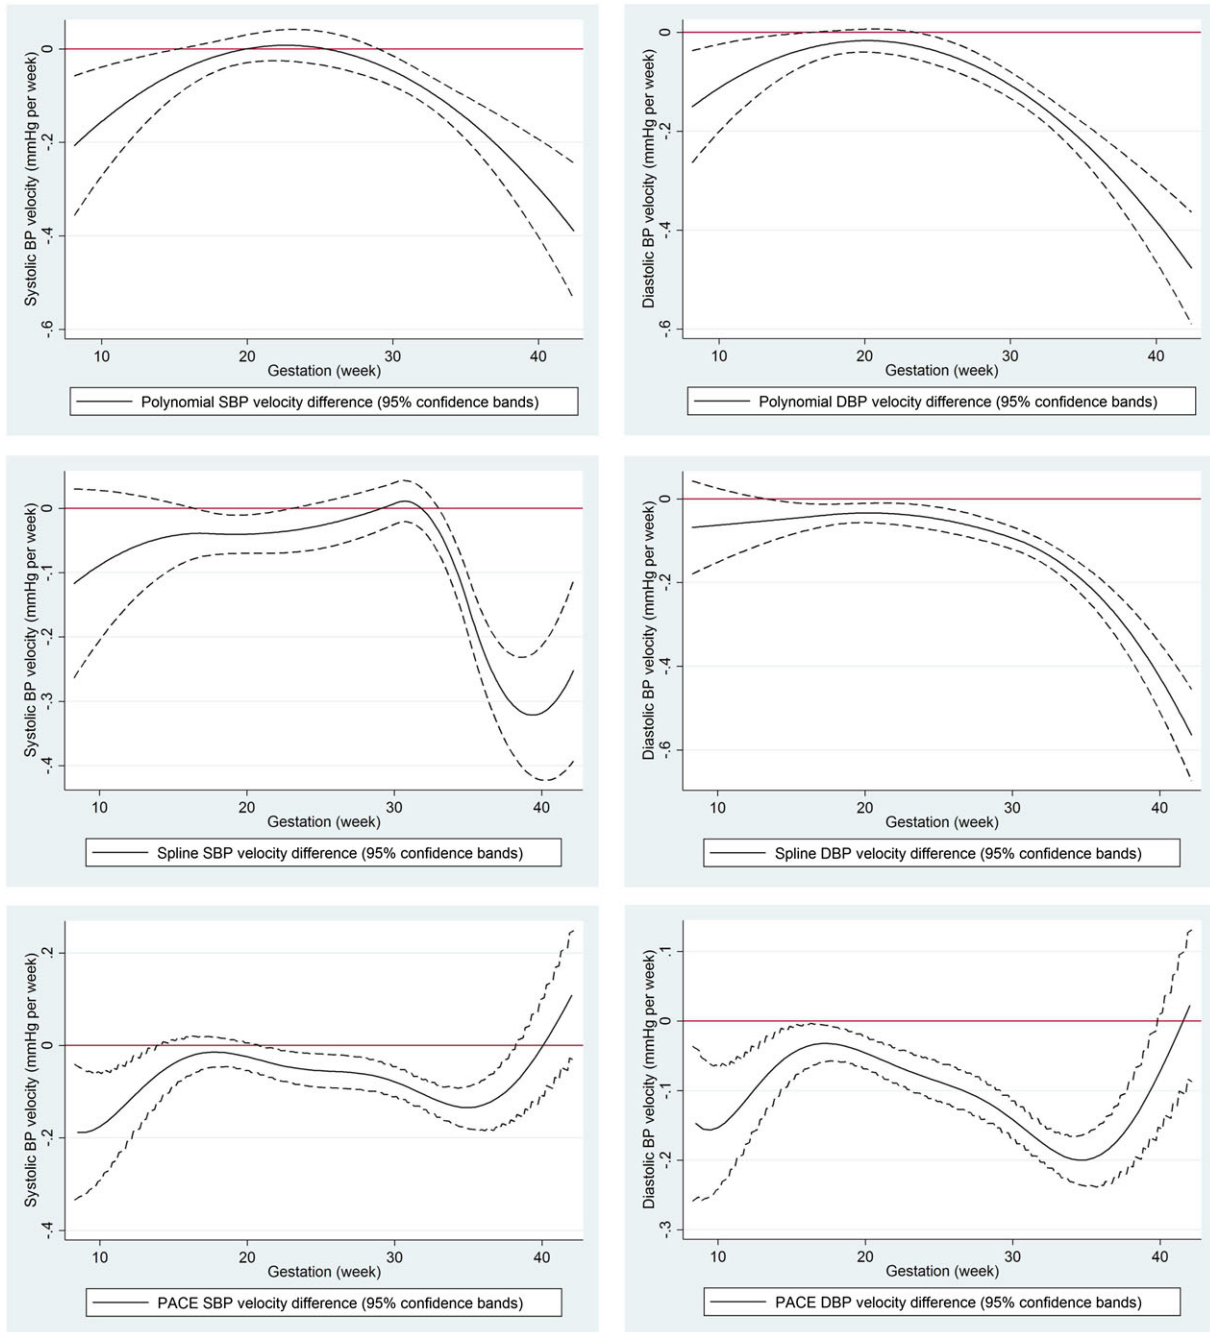 Systolic BP velocity (mmHg per week)
0
-.2
-.4
-.6
10 20 30 40
Gestation (week)
Polynomial SBP velocity difference (95% confidence bands)
Diastolic BP velocity (mmHg per week)
0
-.2
-.4
-.6
10 20 30 40
Gestation (week)
Polynomial DBP velocity difference (95% confidence bands)
Systolic BP velocity (mmHg per week)
0
-.1
-.2
-.3
-.4
10 20 30 40
Gestation (week)
Spline SBP velocity difference (95% confidence bands)
Diastolic BP velocity (mmHg per week)
0
-.2
-.4
-.6
10 20 30 40
Gestation (week)
Spline DBP velocity difference (95% confidence bands)
Systolic BP velocity (mmHg per week)
.2
0
-.2
-.4
10 20 30 40
Gestation (week)
PACE SBP velocity difference (95% confidence bands)
Diastolic BP velocity (mmHg per week)
.1
0
-.1
-.2
-.3
10 20 30 40
Gestation (week)
PACE DBP velocity difference (95% confidence bands)